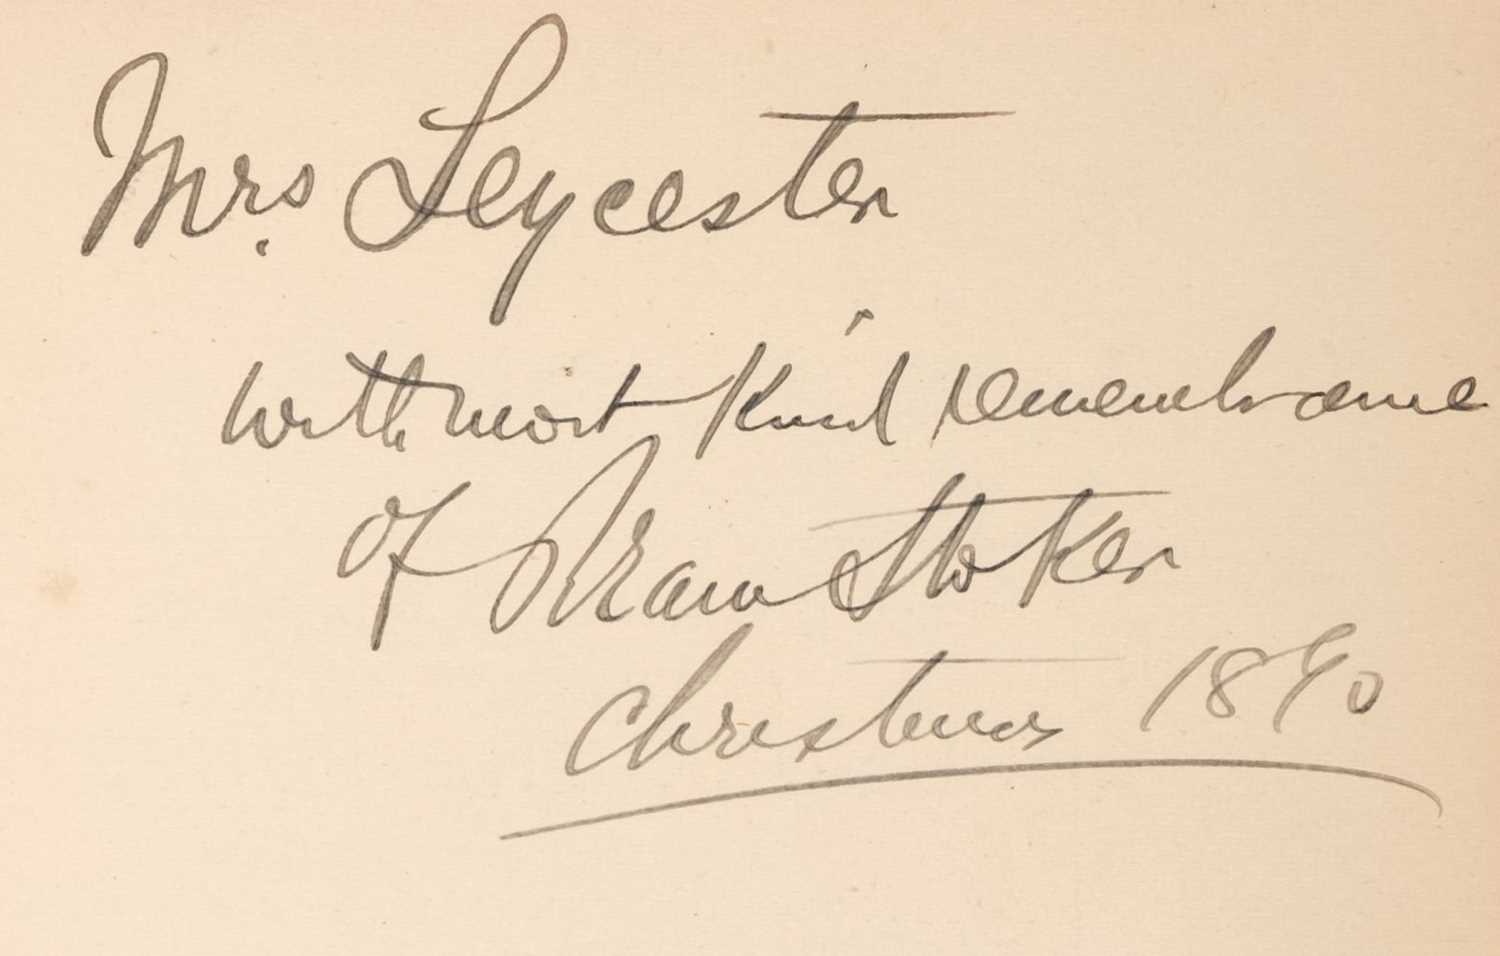 Mrs. Leycester
with most kind remembrance
of Bram Stoker
Christmas 1890